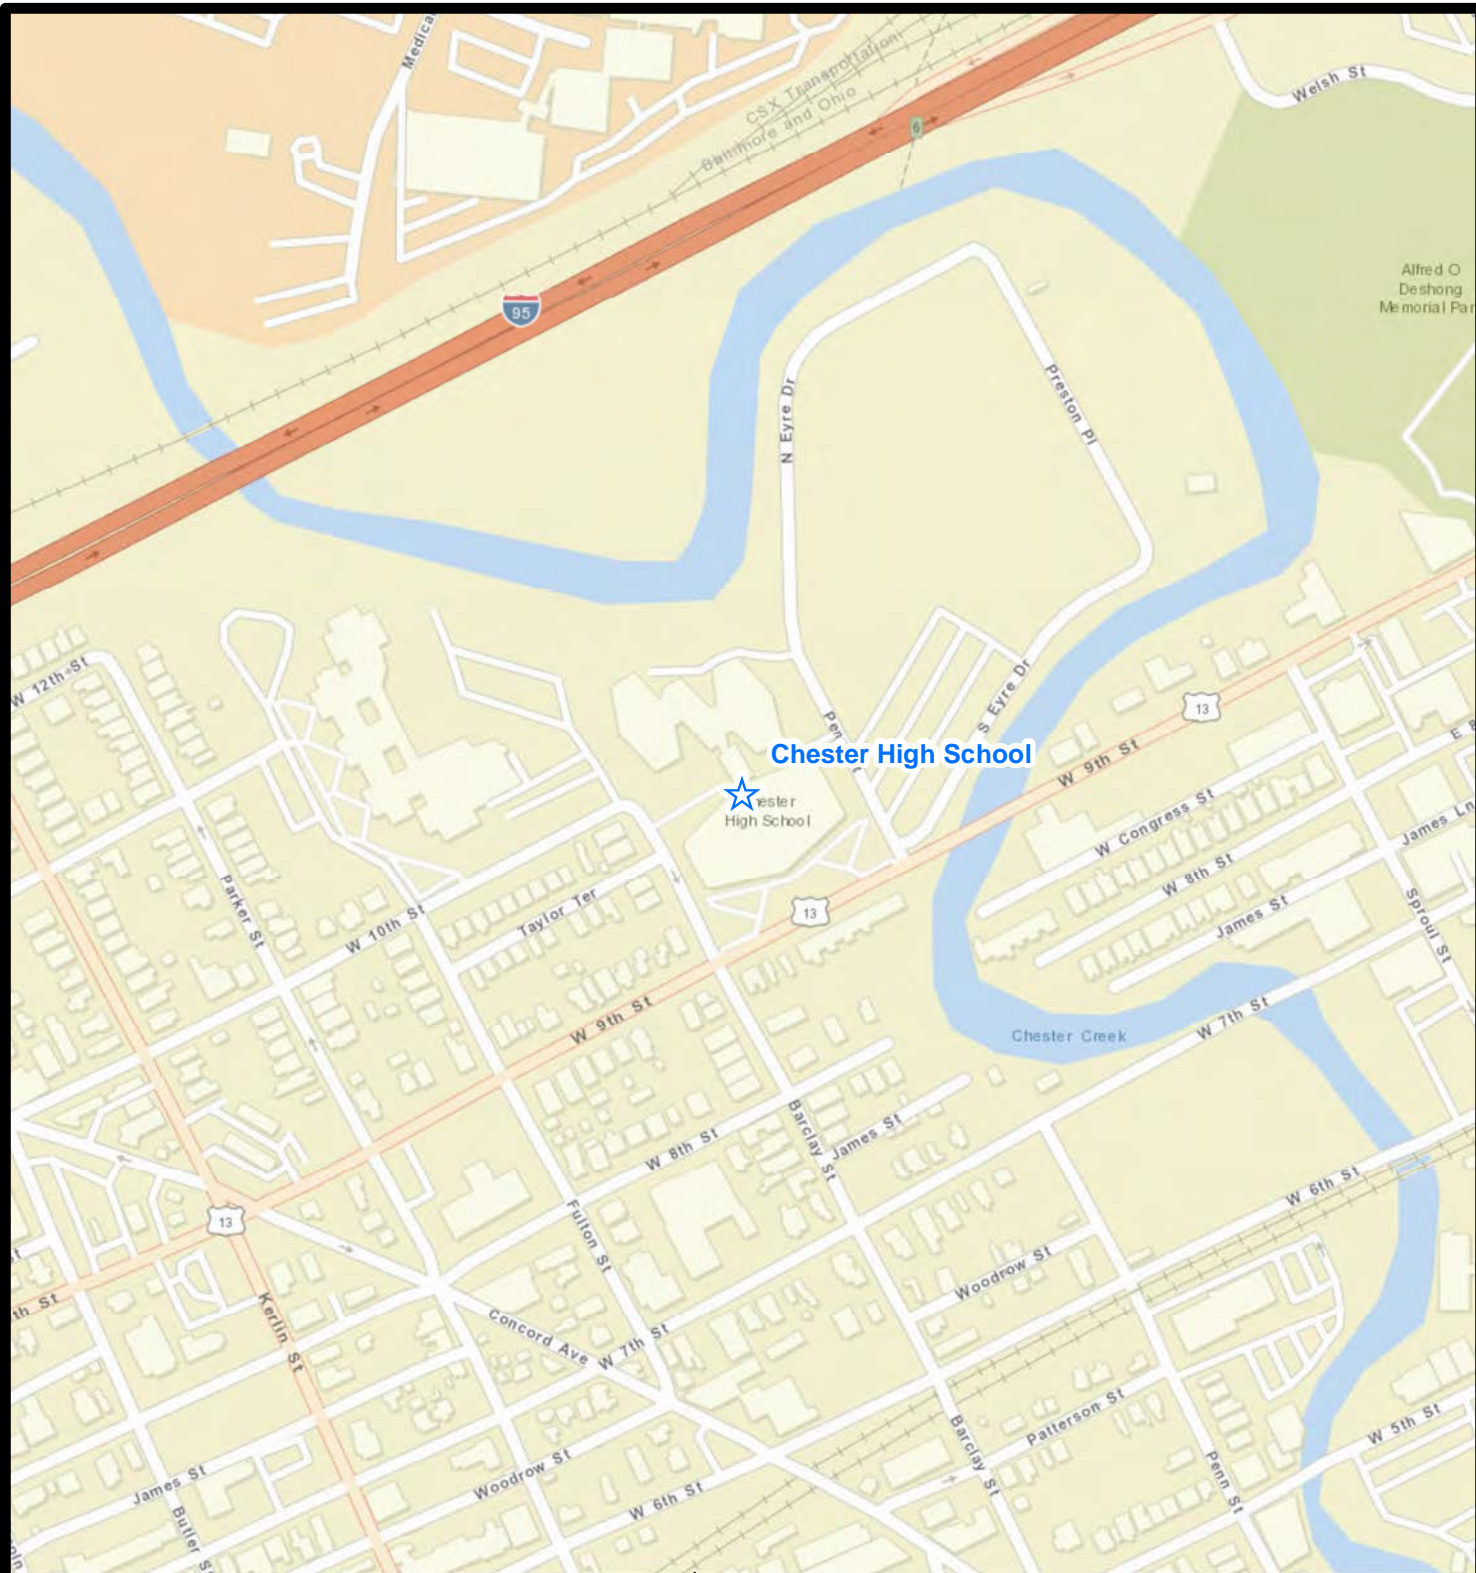 Medica
CSX Transportation
Baltimore and Ohio
6
Welsh St
Alfred O
Deshong
Memorial Par
95
N Eyre Dr
Preston Pl
W 12th St
S Eyre Dr
13
W 9th St
Chester High School
High School
W Congress St
W 8th St
James Ln
James St
Sproul St
Parker St
W 10th St
Taylor Ter
13
W 9th St
Chester Creek
W 7th St
Barclay St
James St
W 8th St
W 6th St
Fulton St
13
Woodrow St
th St
Kerlin St
Concord Ave
W 7th St
Patterson St
W 5th St
Barclay St
Penn St
James St
Woodrow St
W 6th St
Butler S